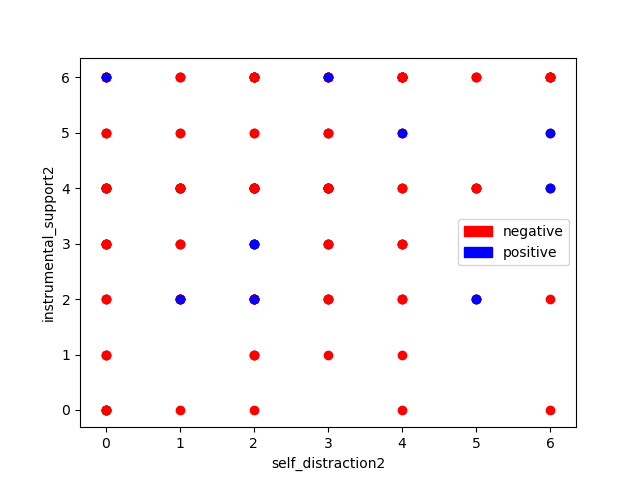 6
5
4
3
2
1
0
instrumental_support2
negative
positive
0 1 2 3 4 5 6
self_distraction2